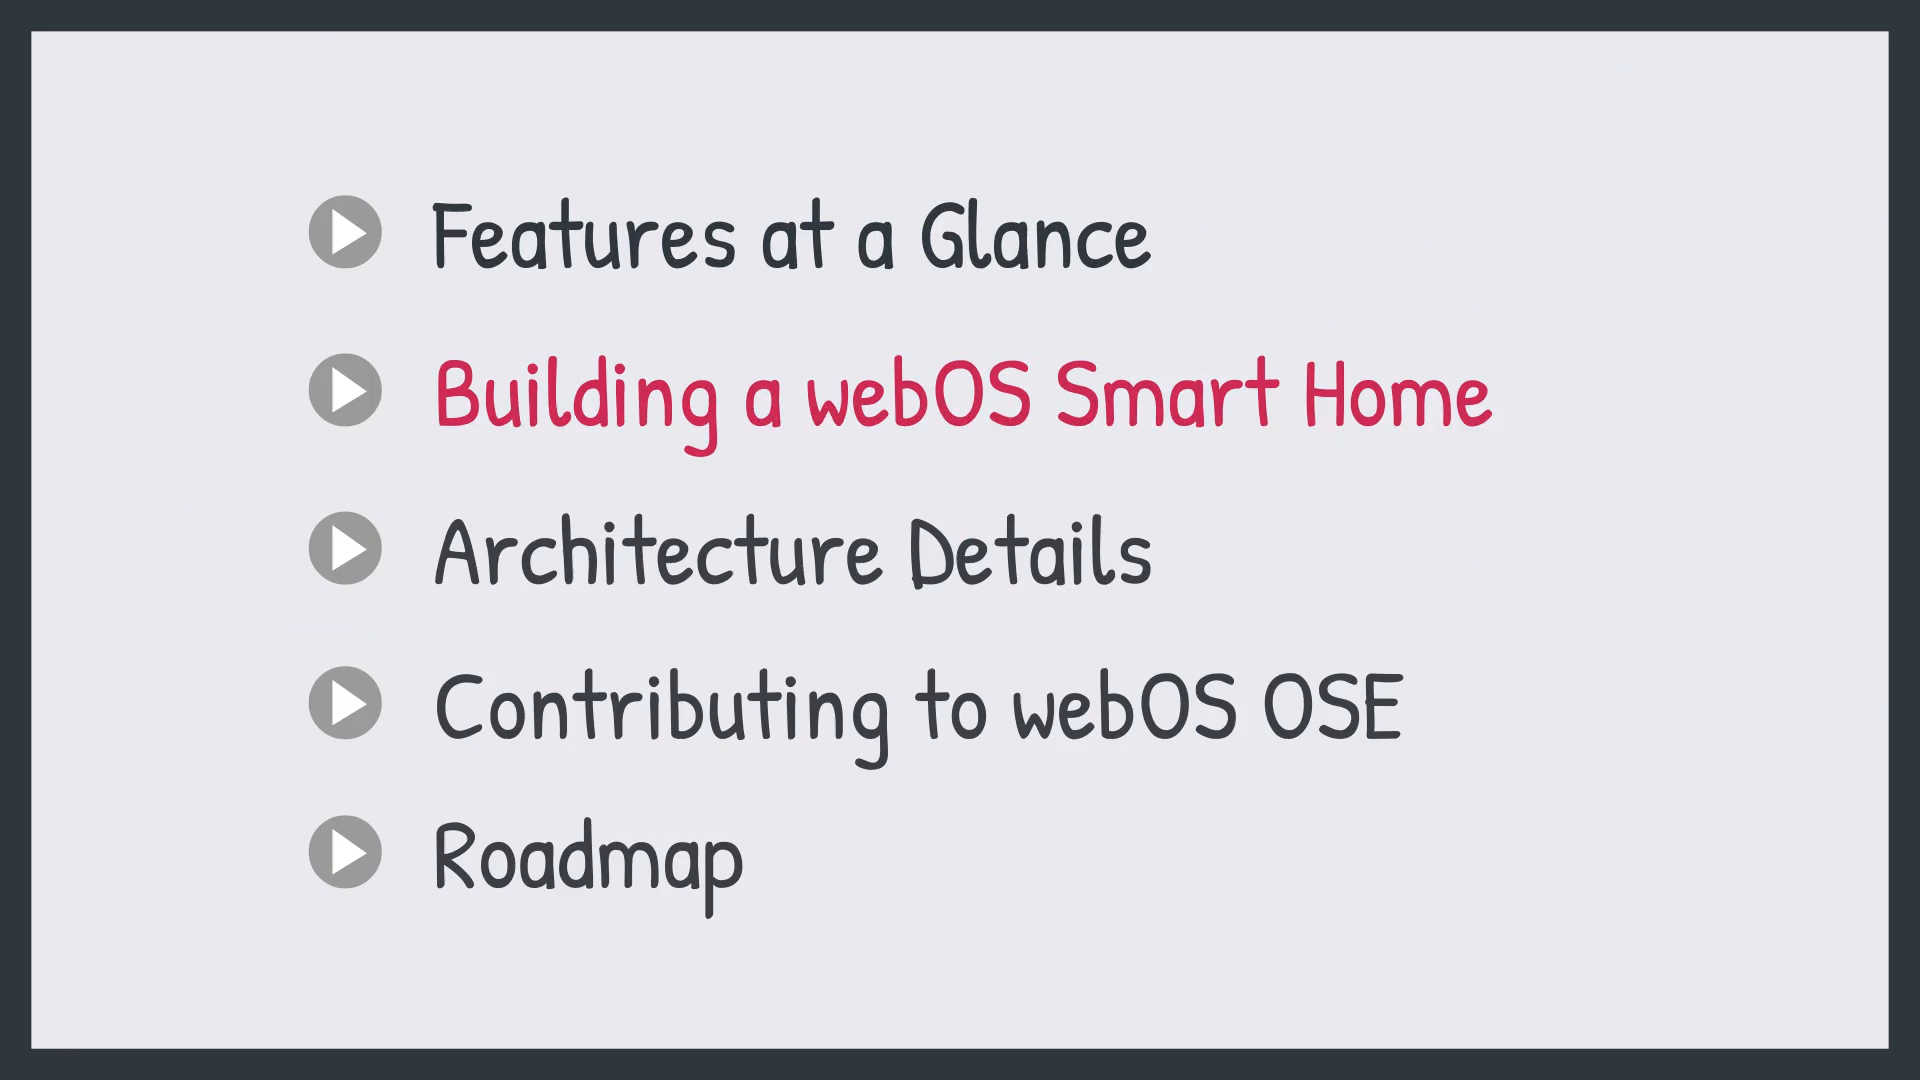 Features at a Glance
Building a webOS Smart Home
Architecture Details
Contributing to webOS OSE
Roadmap